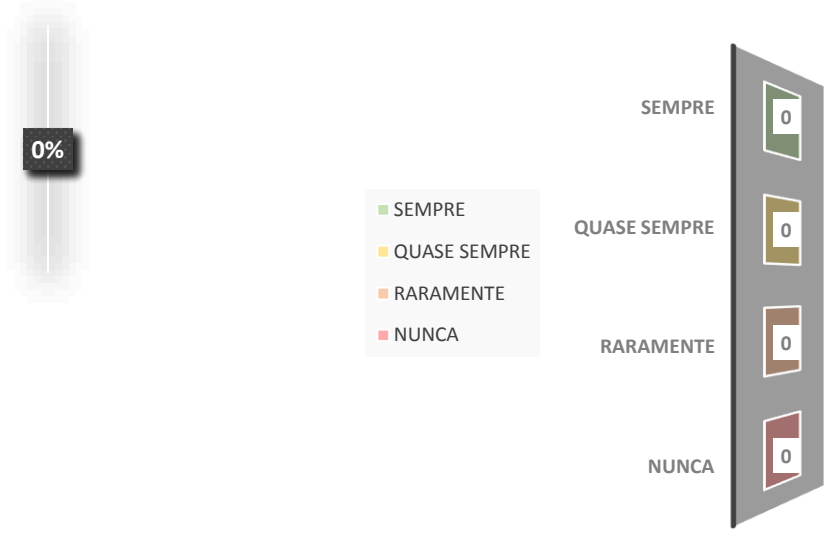 0%
SEMPRE
QUASE SEMPRE
RARAMENTE
NUNCA
SEMPRE
0
QUASE SEMPRE
0
RARAMENTE
0
NUNCA
0